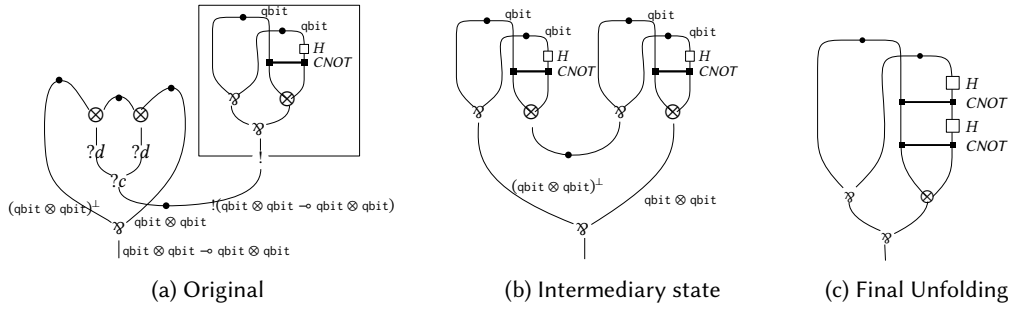 qbit
qbit
H
CNOT
⊗
⊗
⅋
⊗
?d
?d
⅋
?c
!
(qbit ⊗ qbit)⊥
qbit ⊗ qbit
!(qbit ⊗ qbit ⊸ qbit ⊗ qbit)
⅋
qbit ⊗ qbit ⊸ qbit ⊗ qbit
(a) Original
qbit
qbit
H
CNOT
⅋
⊗
qbit
qbit
H
CNOT
⅋
⊗
(qbit ⊗ qbit)⊥
qbit ⊗ qbit
⅋
(b) Intermediary state
H
CNOT
H
CNOT
⅋
⊗
⅋
(c) Final Unfolding